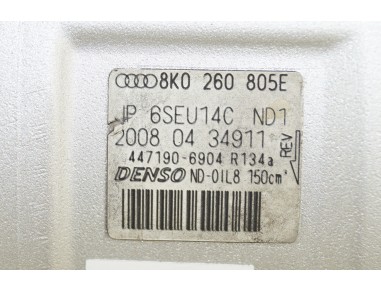 8K0 260 805E
JP 6SEU14C ND1
2008 04 34911
REV
447190-6904 R134a
DENSO ND-OIL8 150cm³